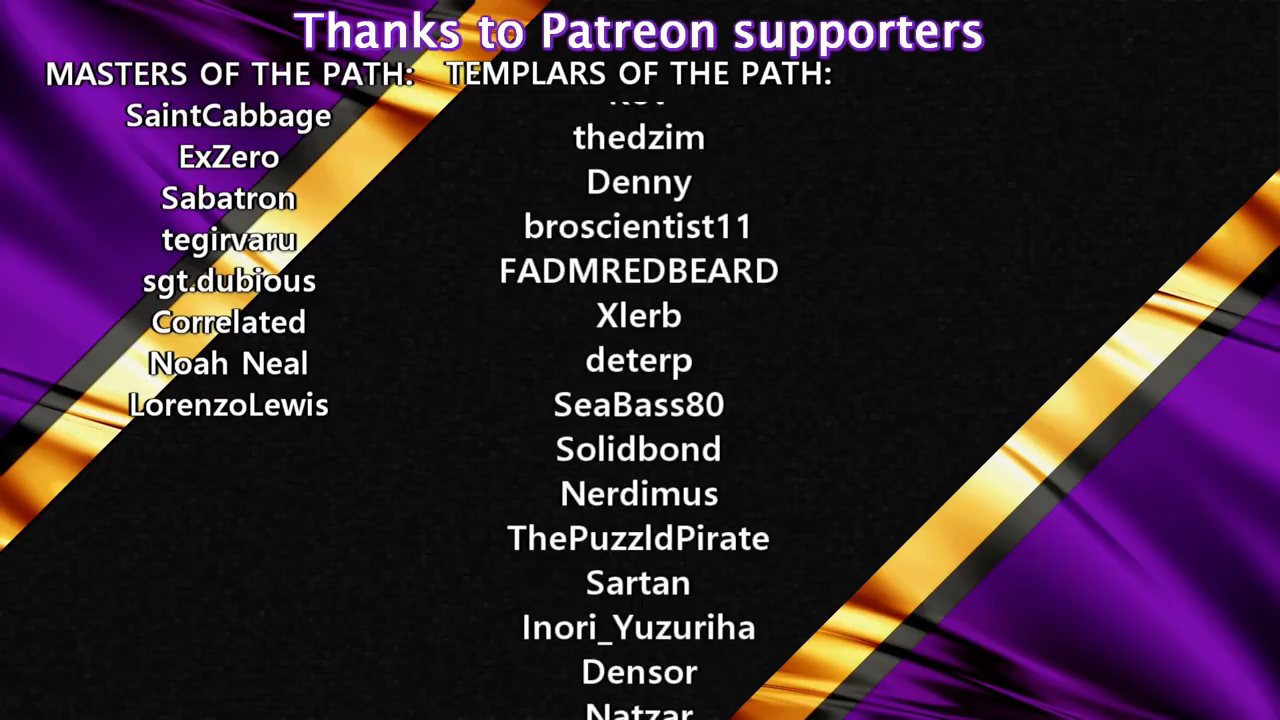 Thanks to Patreon supporters
MASTERS OF THE PATH:
SaintCabbage
ExZero
Sabatron
tegirvaru
sgt.dubious
Correlated
Noah Neal
LorenzoLewis
TEMPLARS OF THE PATH:
thedzim
Denny
broscientist11
FADMREDBEARD
Xlerb
deterp
SeaBass80
Solidbond
Nerdimus
ThePuzzldPirate
Sartan
Inori_Yuzuriha
Densor
Natzar